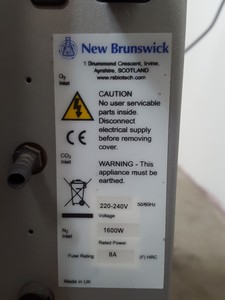 New Brunswick
1 Drummond Crescent, Irvine,
Ayrshire, SCOTLAND
www.rsbiotech.com
O₂
Inlet
CAUTION
No user servicable
parts inside.
Disconnect
electrical supply
before removing
cover.
CE
CO₂
Inlet
WARNING - This
appliance must be
earthed.
220-240V 50/60Hz
Voltage
N₂
Inlet
1600W
Rated Power
Fuse Rating 8A (F) HRC
Made in UK